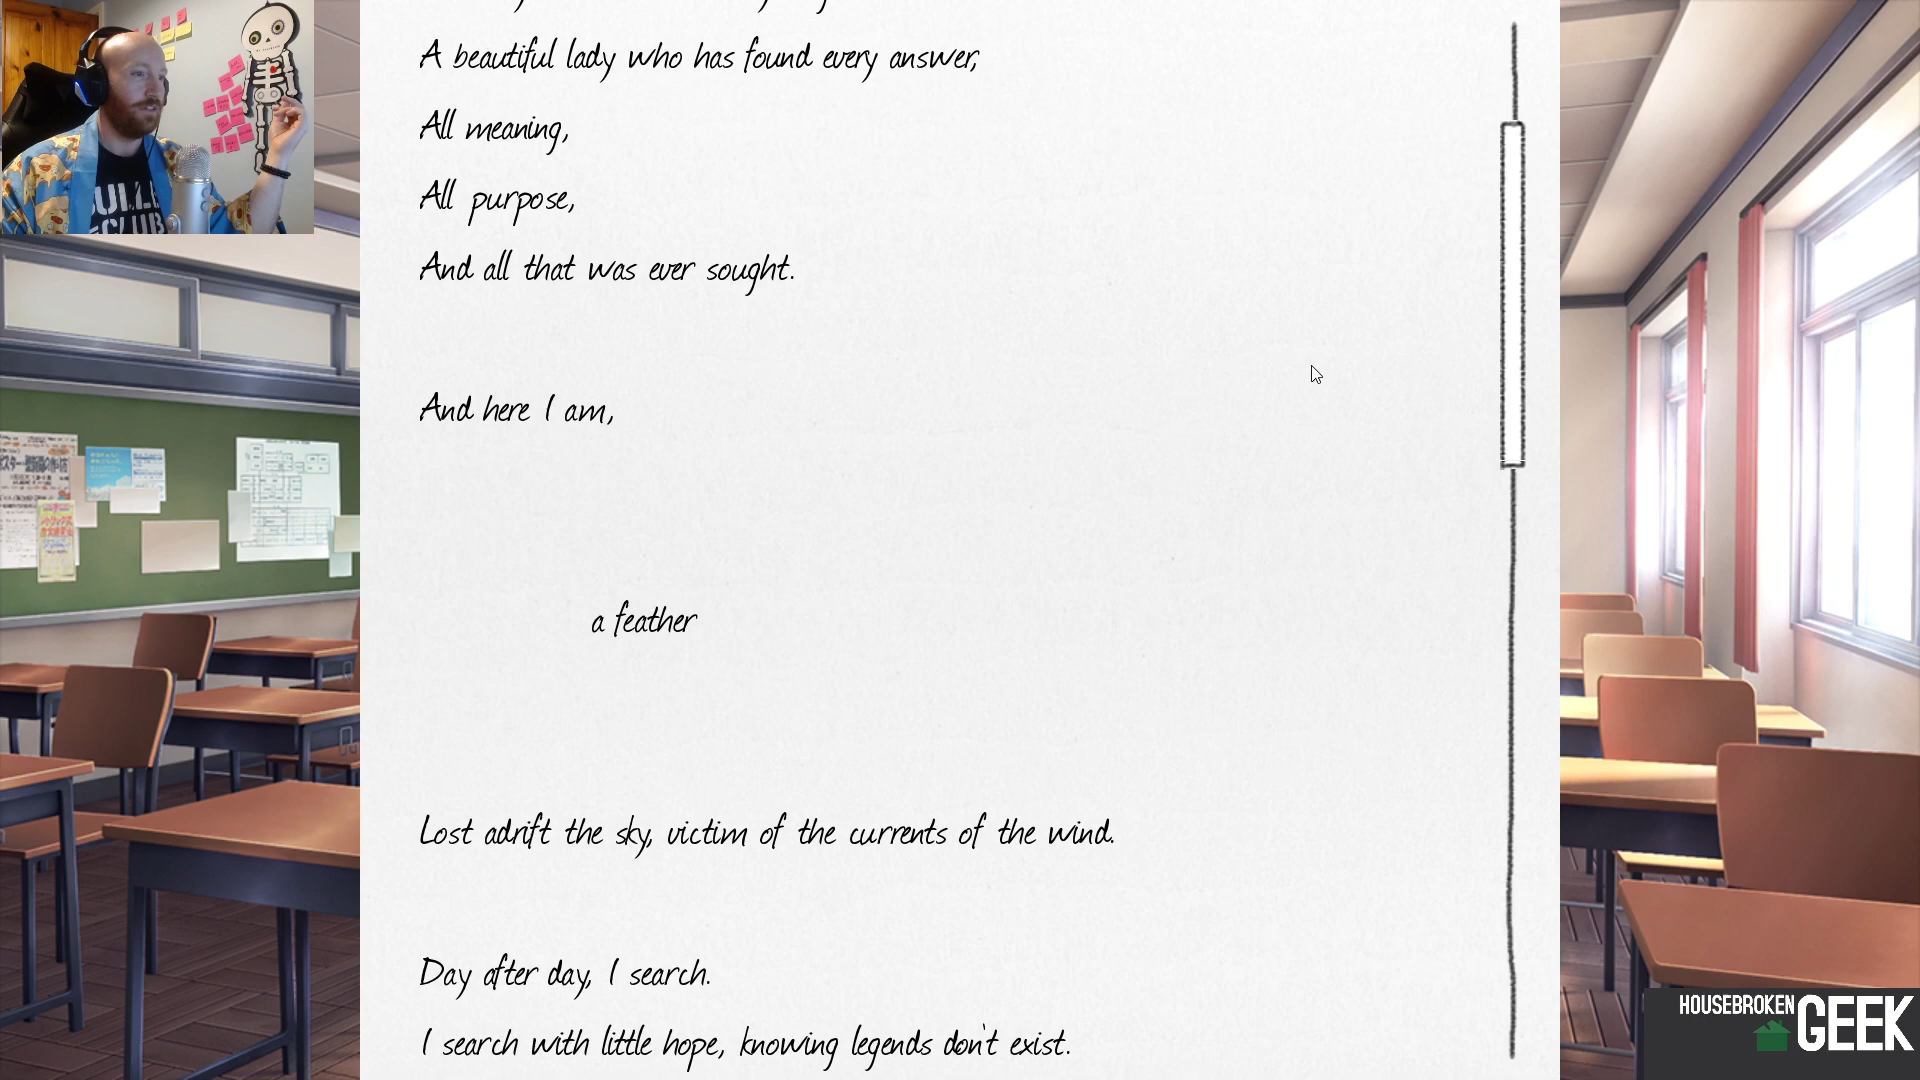 A beautiful lady who has found every answer,
All meaning,
All purpose,
And all that was ever sought.
And here I am,
a feather
Lost adrift the sky, victim of the currents of the wind.
Day after day, I search.
I search with little hope, knowing legends don't exist.
HOUSEBROKEN
GEEK